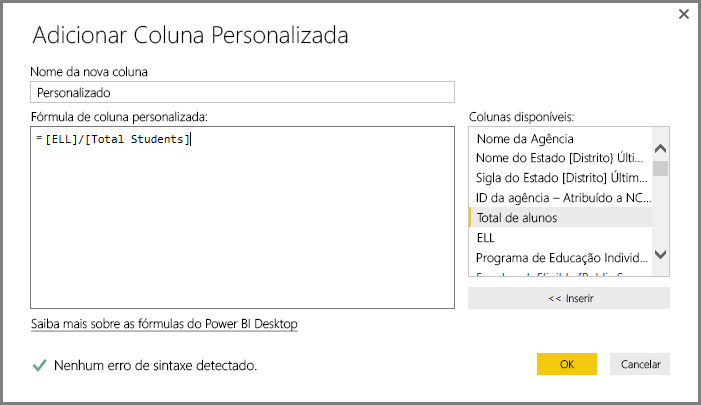 Adicionar Coluna Personalizada
Nome da nova coluna
Personalizado
Fórmula de coluna personalizada:
=[ELL]/[Total Students]
Colunas disponíveis:
Nome da Agência
Nome do Estado [Distrito} Últi...
Sigla do Estado [Distrito] Últim...
ID da agência – Atribuído a NC...
Total de alunos
ELL
Programa de Educação Individ...
<< Inserir
Saiba mais sobre as fórmulas do Power BI Desktop
Nenhum erro de sintaxe detectado.
OK
Cancelar